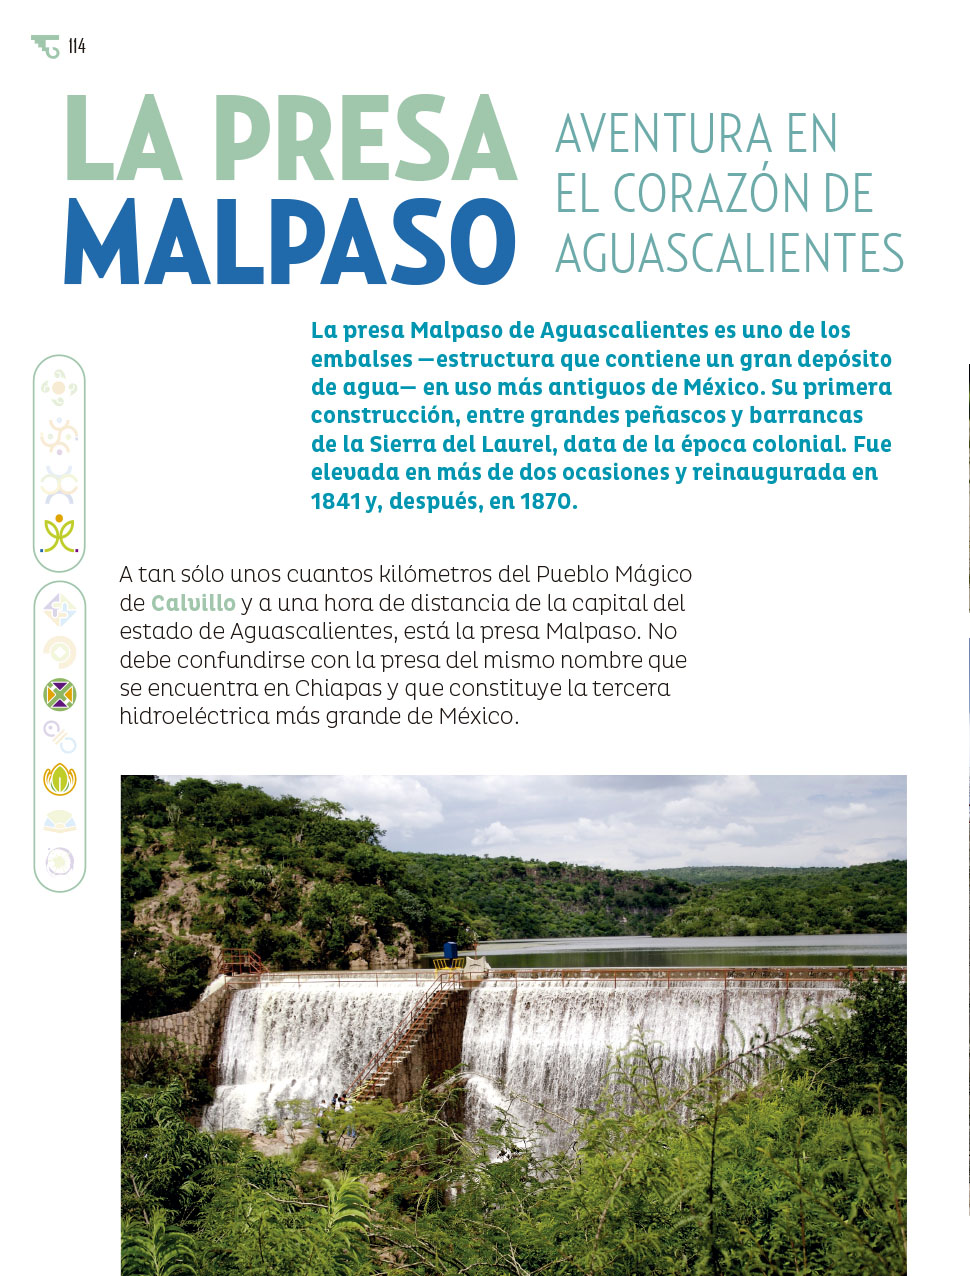 114
LA PRESA
MALPASO
AVENTURA EN
EL CORAZÓN DE
AGUASCALIENTES
La presa Malpaso de Aguascalientes es uno de los
embalses —estructura que contiene un gran depósito
de agua— en uso más antiguos de México. Su primera
construcción, entre grandes peñascos y barrancas
de la Sierra del Laurel, data de la época colonial. Fue
elevada en más de dos ocasiones y reinaugurada en
1841 y, después, en 1870.
A tan sólo unos cuantos kilómetros del Pueblo Mágico
de Calvillo y a una hora de distancia de la capital del
estado de Aguascalientes, está la presa Malpaso. No
debe confundirse con la presa del mismo nombre que
se encuentra en Chiapas y que constituye la tercera
hidroeléctrica más grande de México.